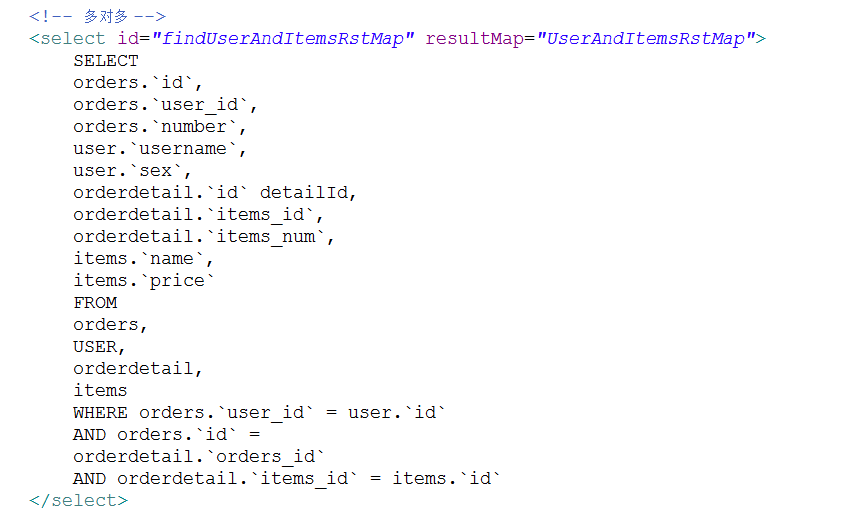 <!-- 多对多 -->
<select id="findUserAndItemsRstMap" resultMap="UserAndItemsRstMap">
SELECT
orders.`id`,
orders.`user_id`,
orders.`number`,
user.`username`,
user.`sex`,
orderdetail.`id` detailId,
orderdetail.`items_id`,
orderdetail.`items_num`,
items.`name`,
items.`price`
FROM
orders,
USER,
orderdetail,
items
WHERE orders.`user_id` = user.`id`
AND orders.`id` =
orderdetail.`orders_id`
AND orderdetail.`items_id` = items.`id`
</select>